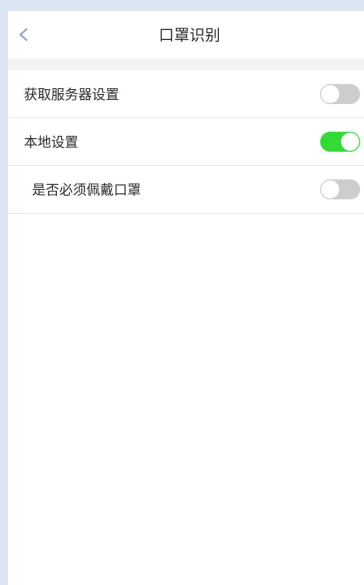 口罩识别
获取服务器设置
本地设置
是否必须佩戴口罩